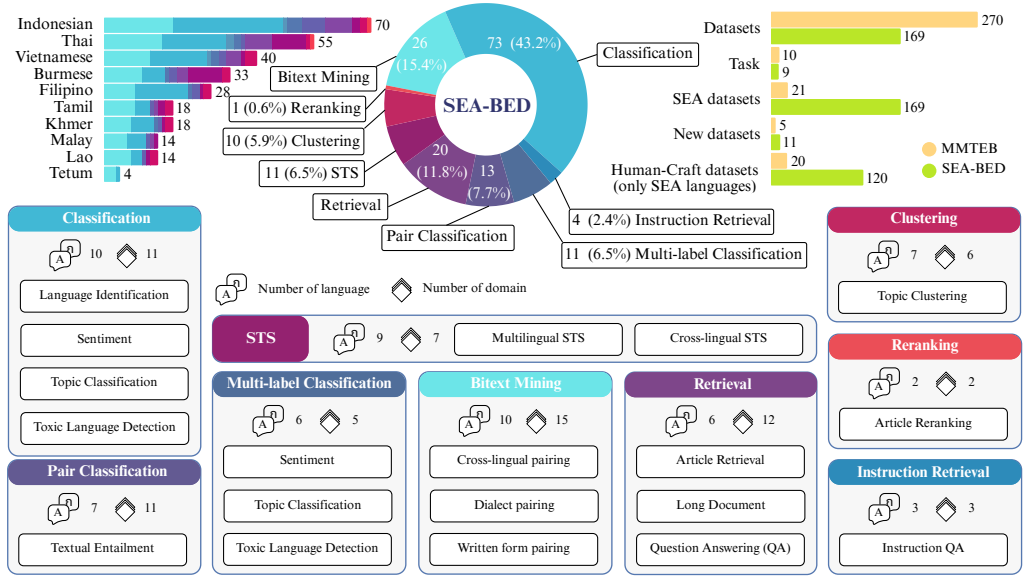 Indonesian
70
Thai
55
Vietnamese
40
Burmese
33
Filipino
28
Tamil
18
Khmer
18
Malay
14
Lao
14
Tetum
4
SEA-BED
73 (43.2%)
Classification
26
(15.4%)
Bitext Mining
1 (0.6%) Reranking
10 (5.9%) Clustering
11 (6.5%) STS
20
(11.8%)
Retrieval
13
(7.7%)
Pair Classification
4 (2.4%) Instruction Retrieval
11 (6.5%) Multi-label Classification
Datasets
270
169
Task
10
9
SEA datasets
21
169
New datasets
5
11
Human-Craft datasets
(only SEA languages)
20
120
MMTEB
SEA-BED
Classification
A
10
11
Language Identification
Sentiment
Topic Classification
Toxic Language Detection
Pair Classification
A
7
11
Textual Entailment
A
Number of language
Number of domain
STS
A
9
7
Multilingual STS
Cross-lingual STS
Multi-label Classification
A
6
5
Sentiment
Topic Classification
Toxic Language Detection
Bitext Mining
A
10
15
Cross-lingual pairing
Dialect pairing
Written form pairing
Retrieval
A
6
12
Article Retrieval
Long Document
Question Answering (QA)
Clustering
A
7
6
Topic Clustering
Reranking
A
2
2
Article Reranking
Instruction Retrieval
A
3
3
Instruction QA